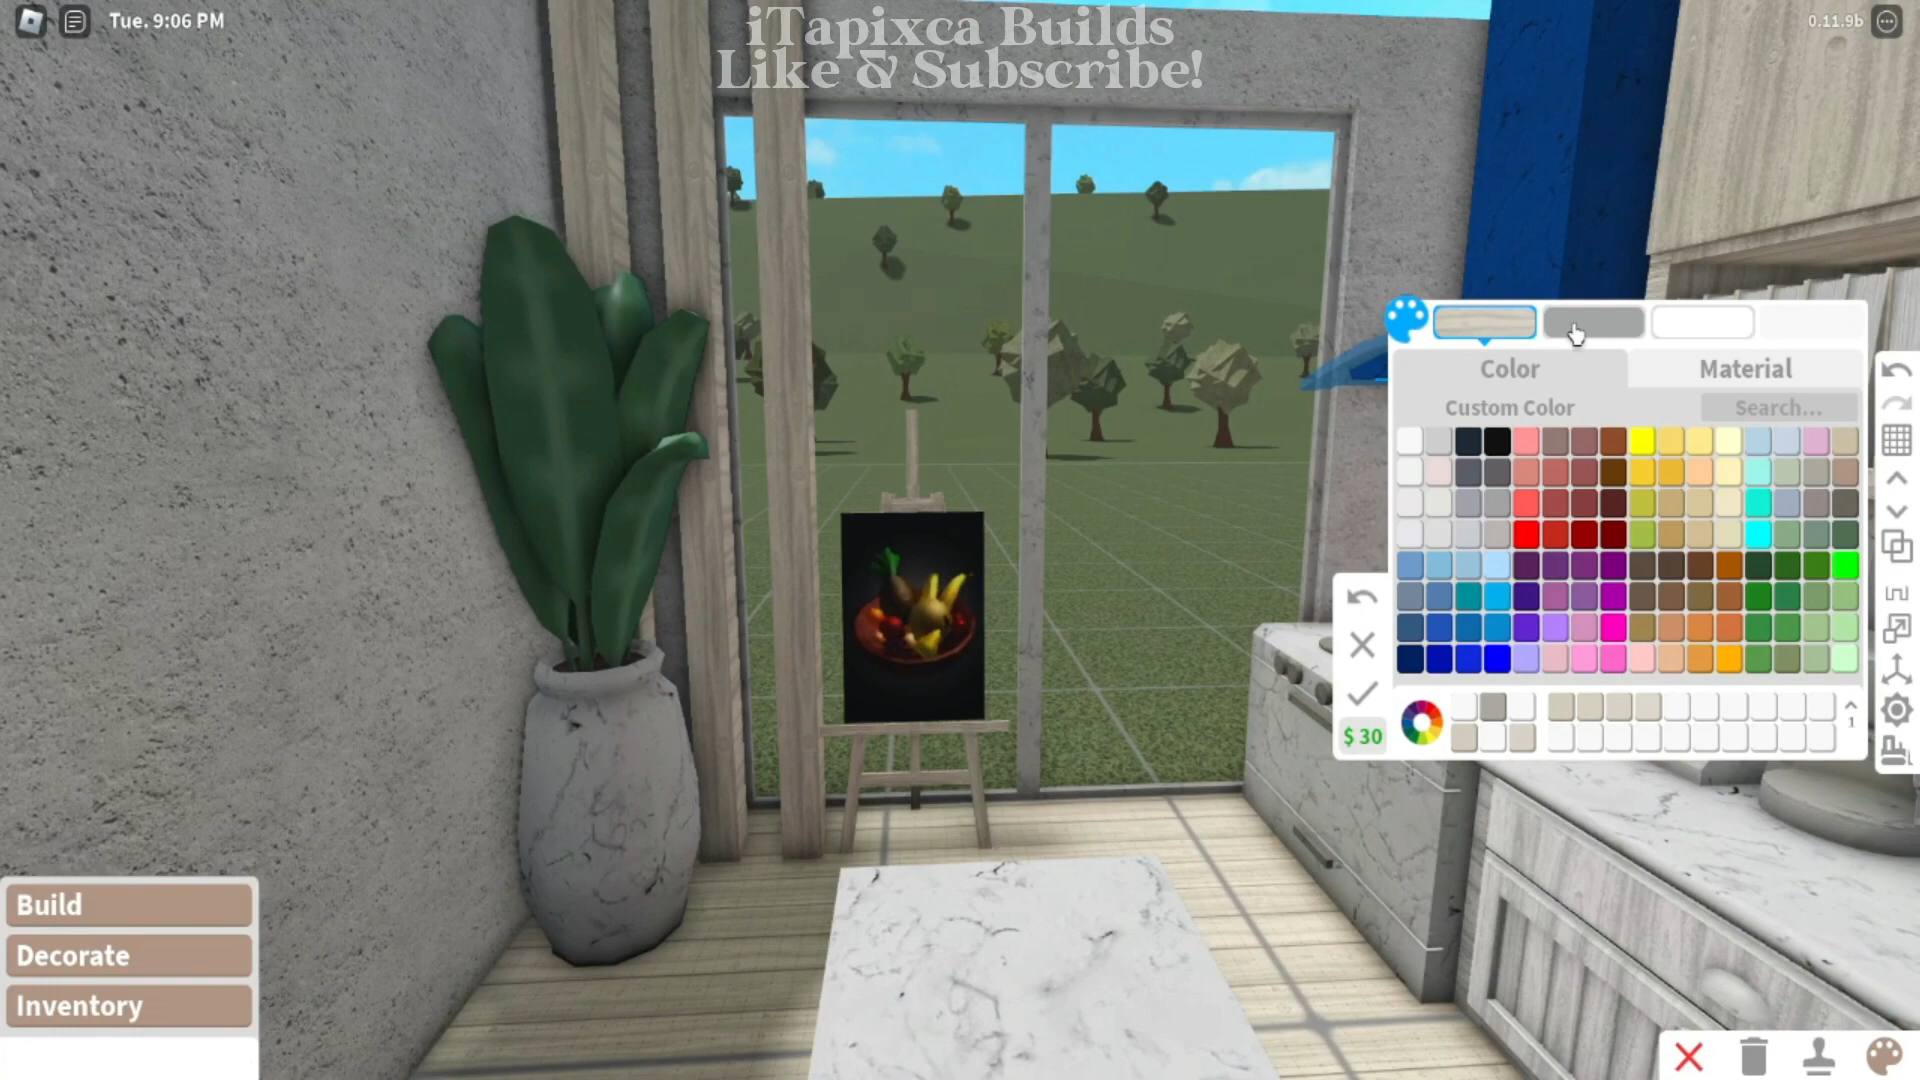 Tue. 9:06 PM
iTapixca Builds
Like & Subscribe!
0.11.9b
Color
Material
Custom Color
Search...
$ 30
1
Build
Decorate
Inventory